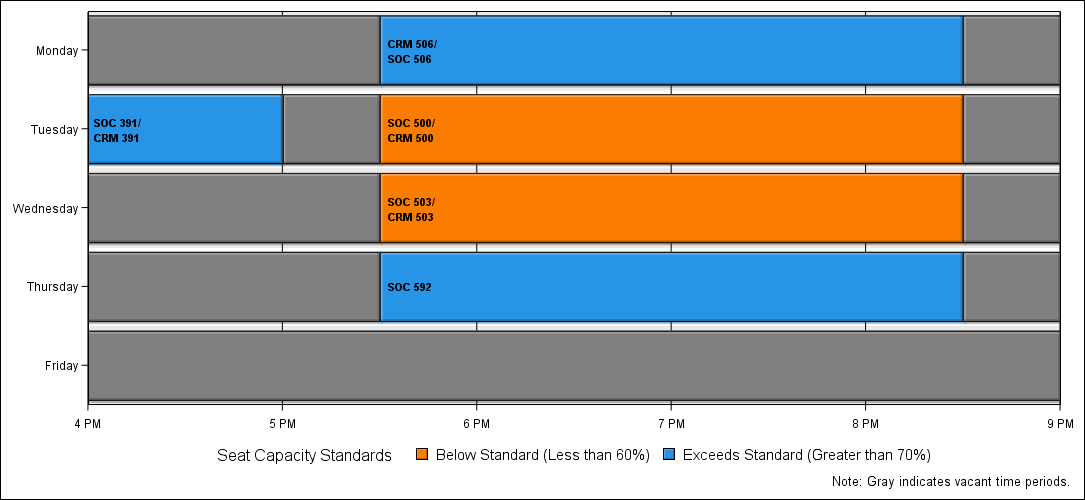 Monday
CRM 506/
SOC 506
Tuesday
SOC 391/
CRM 391
SOC 500/
CRM 500
Wednesday
SOC 503/
CRM 503
Thursday
SOC 592
Friday
4 PM 5 PM 6 PM 7 PM 8 PM 9 PM
Seat Capacity Standards Below Standard (Less than 60%) Exceeds Standard (Greater than 70%)
Note: Gray indicates vacant time periods.